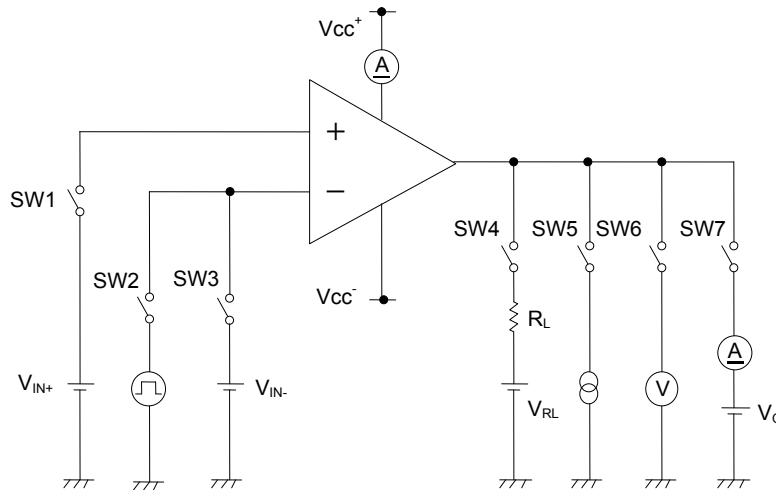 Vcc+
A
+
−
SW1
SW2
SW3
SW4
SW5
SW6
SW7
Vcc-
RL
A
VIN+
VIN-
VRL
V